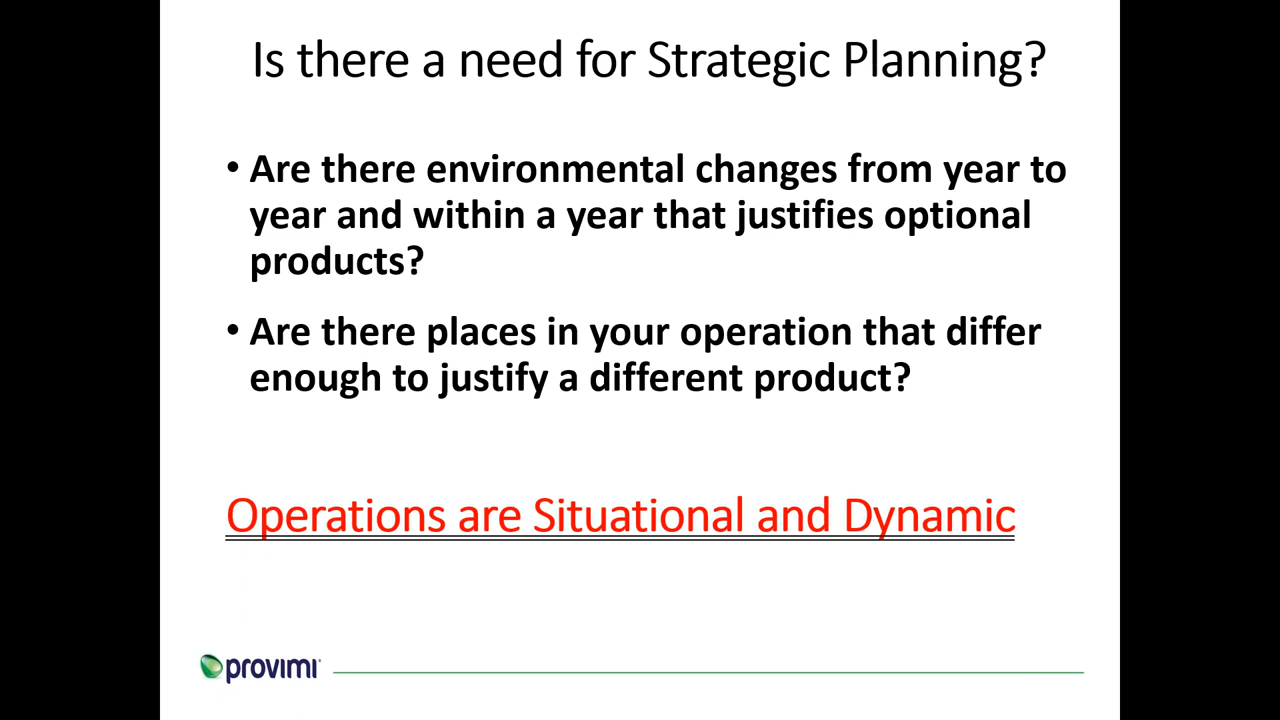 Is there a need for Strategic Planning?
• Are there environmental changes from year to
year and within a year that justifies optional
products?
• Are there places in your operation that differ
enough to justify a different product?
Operations are Situational and Dynamic
provimi